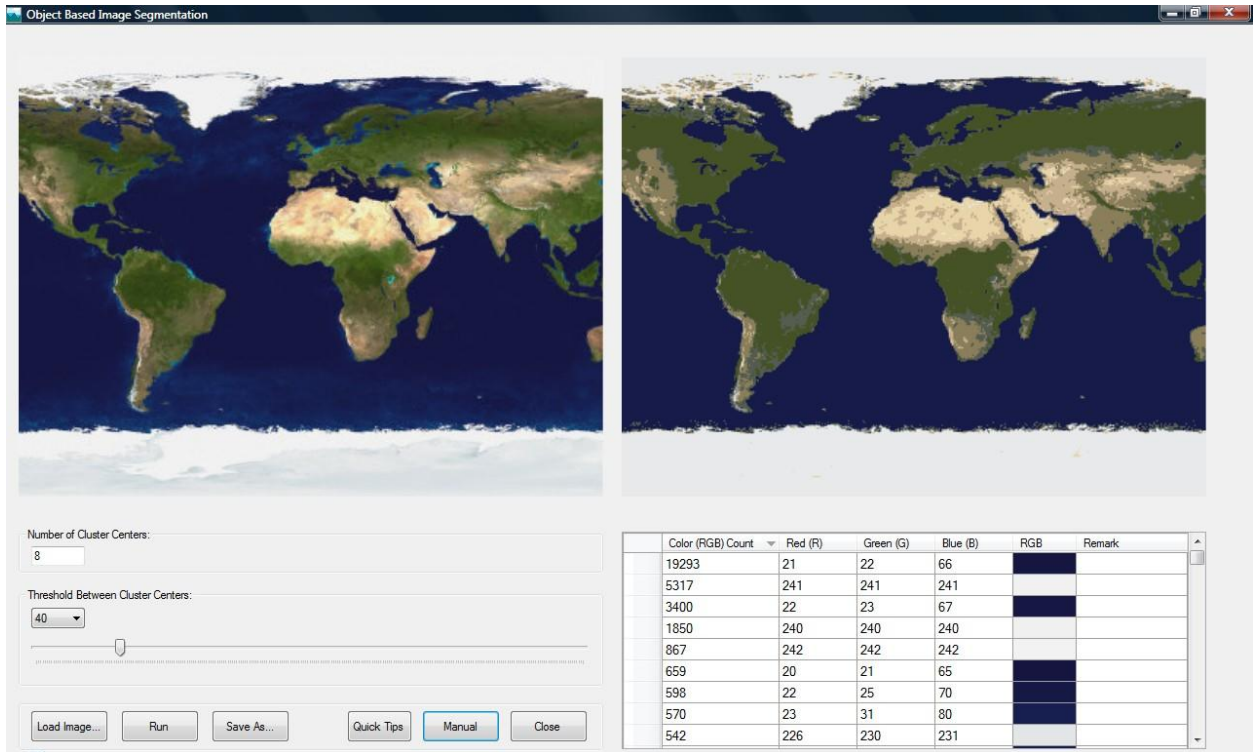 Object Based Image Segmentation
Number of Cluster Centers:
8
Threshold Between Cluster Centers:
40
Load Image... Run Save As... Quick Tips Manual Close
Color (RGB) Count Red (R) Green (G) Blue (B) RGB Remark
19293 21 22 66
5317 241 241 241
3400 22 23 67
1850 240 240 240
867 242 242 242
659 20 21 65
598 22 25 70
570 23 31 80
542 226 230 231